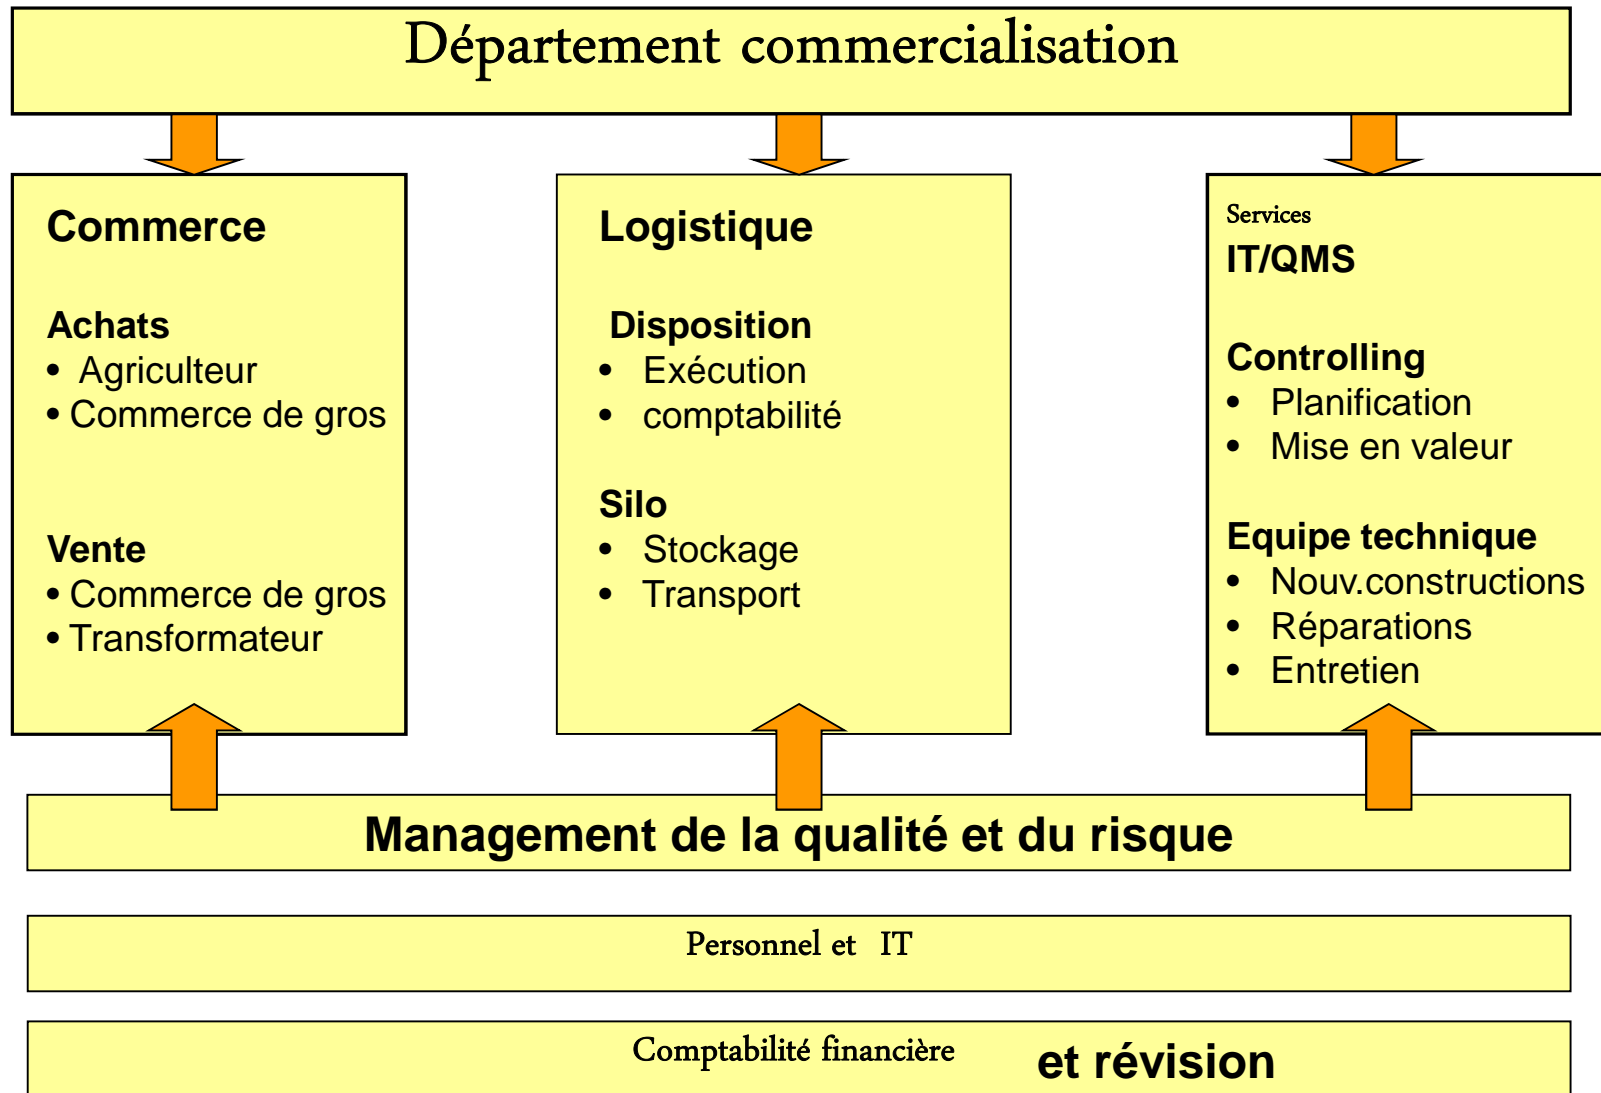 Département commercialisation
Commerce
Achats
• Agriculteur
• Commerce de gros
Vente
• Commerce de gros
• Transformateur
Logistique
Disposition
• Exécution
• comptabilité
Silo
• Stockage
• Transport
Services
IT/QMS
Controlling
• Planification
• Mise en valeur
Equipe technique
• Nouv.constructions
• Réparations
• Entretien
Management de la qualité et du risque
Personnel et IT
Comptabilité financière et révision